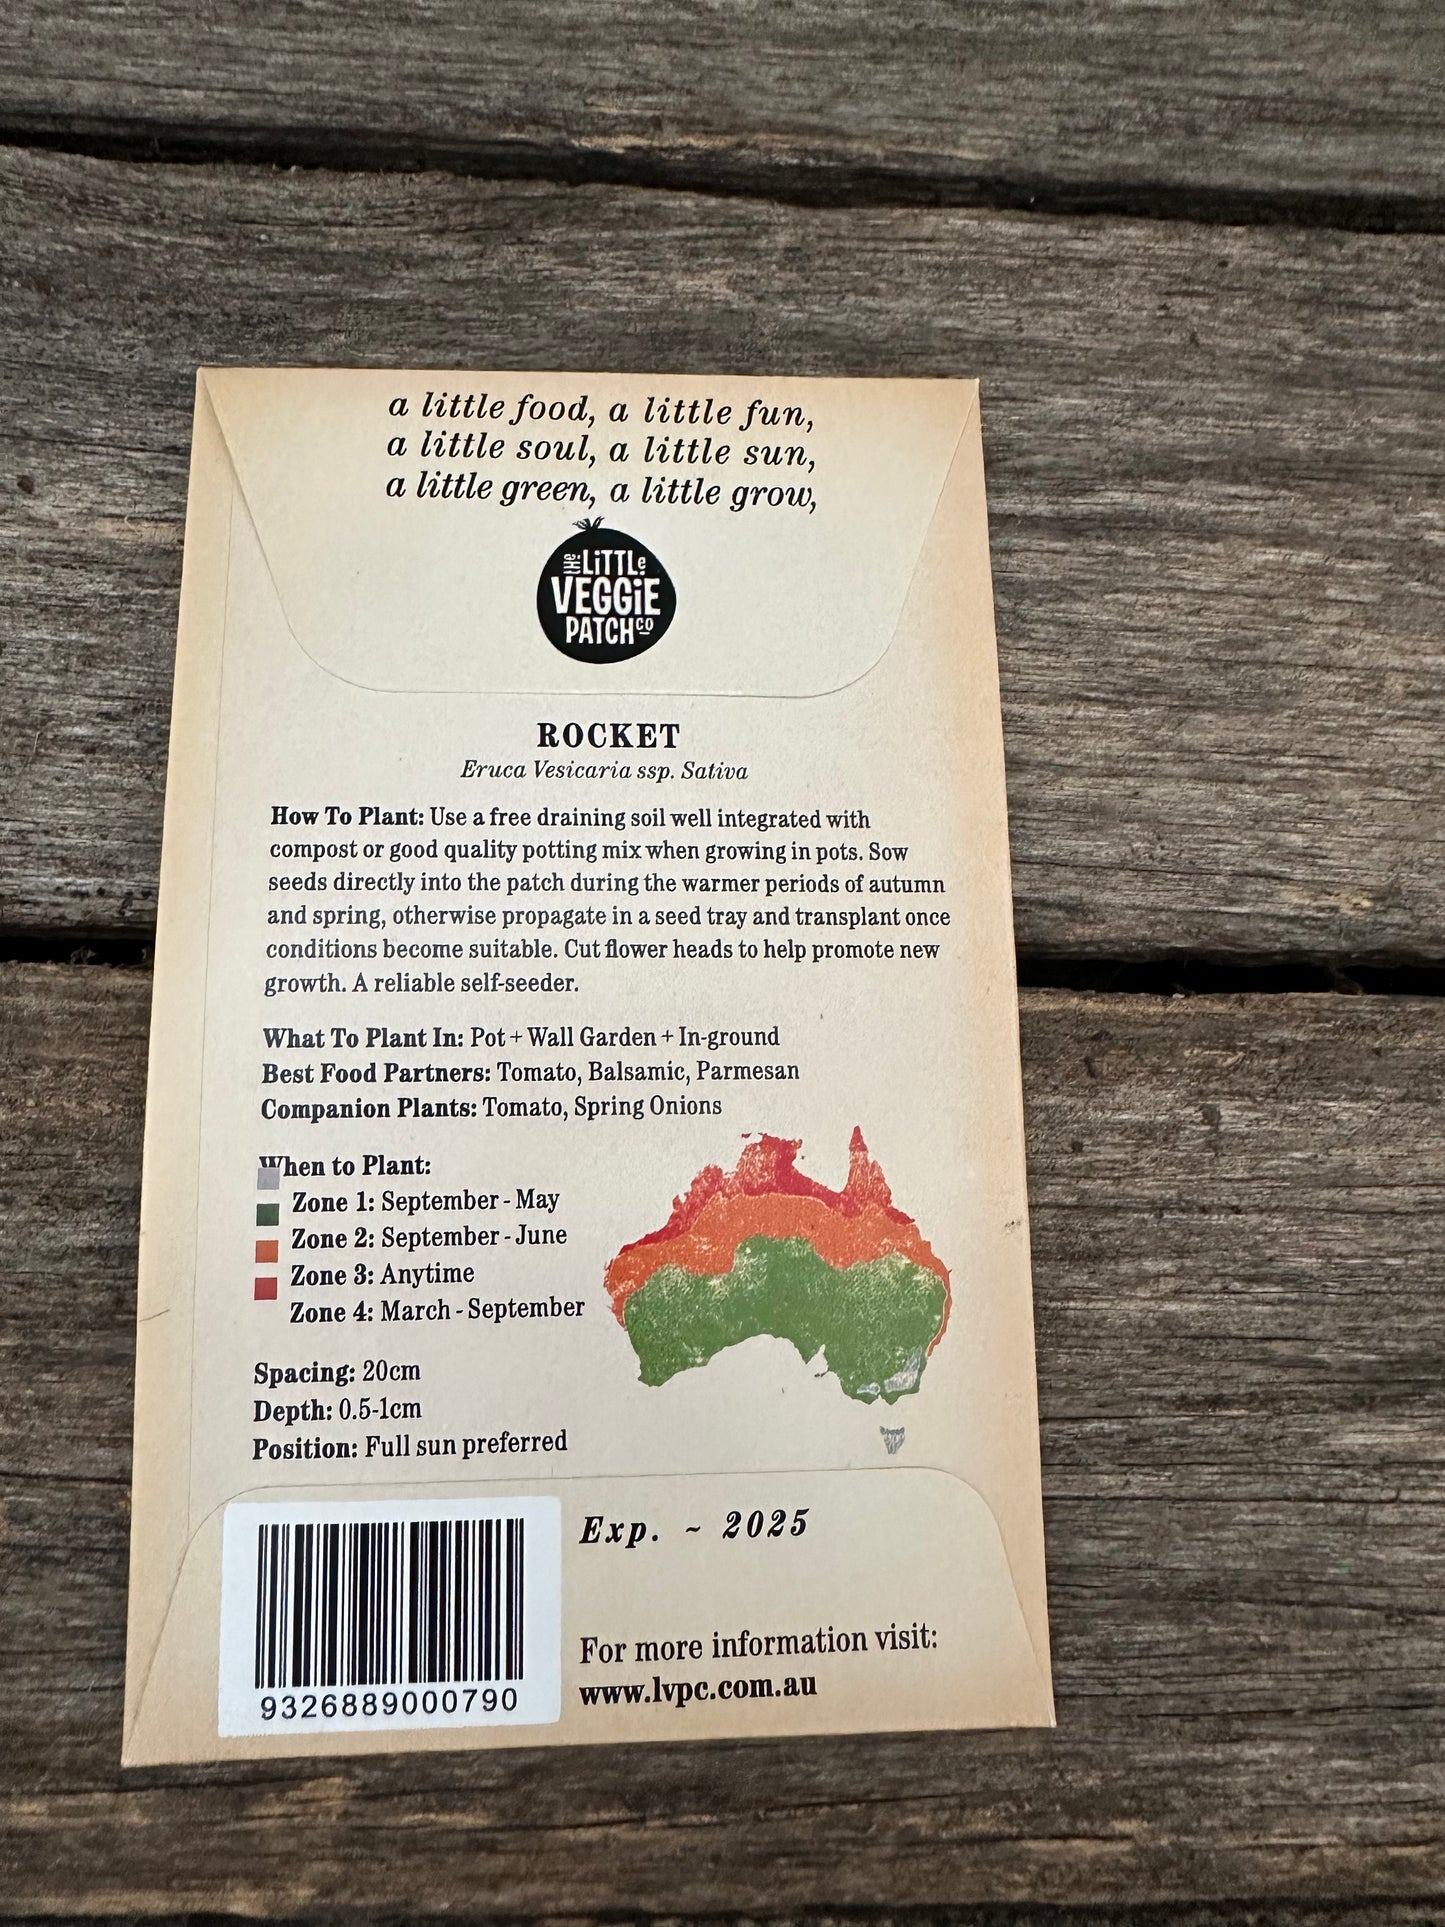 a little food, a little fun,
a little soul, a little sun,
a little green, a little grow,
THE LiTTLe
VEGGiE
PATCH CO
ROCKET
Eruca Vesicaria ssp. Sativa
How To Plant: Use a free draining soil well integrated with
compost or good quality potting mix when growing in pots. Sow
seeds directly into the patch during the warmer periods of autumn
and spring, otherwise propagate in a seed tray and transplant once
conditions become suitable. Cut flower heads to help promote new
growth. A reliable self-seeder.
What To Plant In: Pot + Wall Garden + In-ground
Best Food Partners: Tomato, Balsamic, Parmesan
Companion Plants: Tomato, Spring Onions
When to Plant:
Zone 1: September - May
Zone 2: September - June
Zone 3: Anytime
Zone 4: March - September
Spacing: 20cm
Depth: 0.5-1cm
Position: Full sun preferred
Exp. ~ 2025
For more information visit:
www.lvpc.com.au
9326889000790